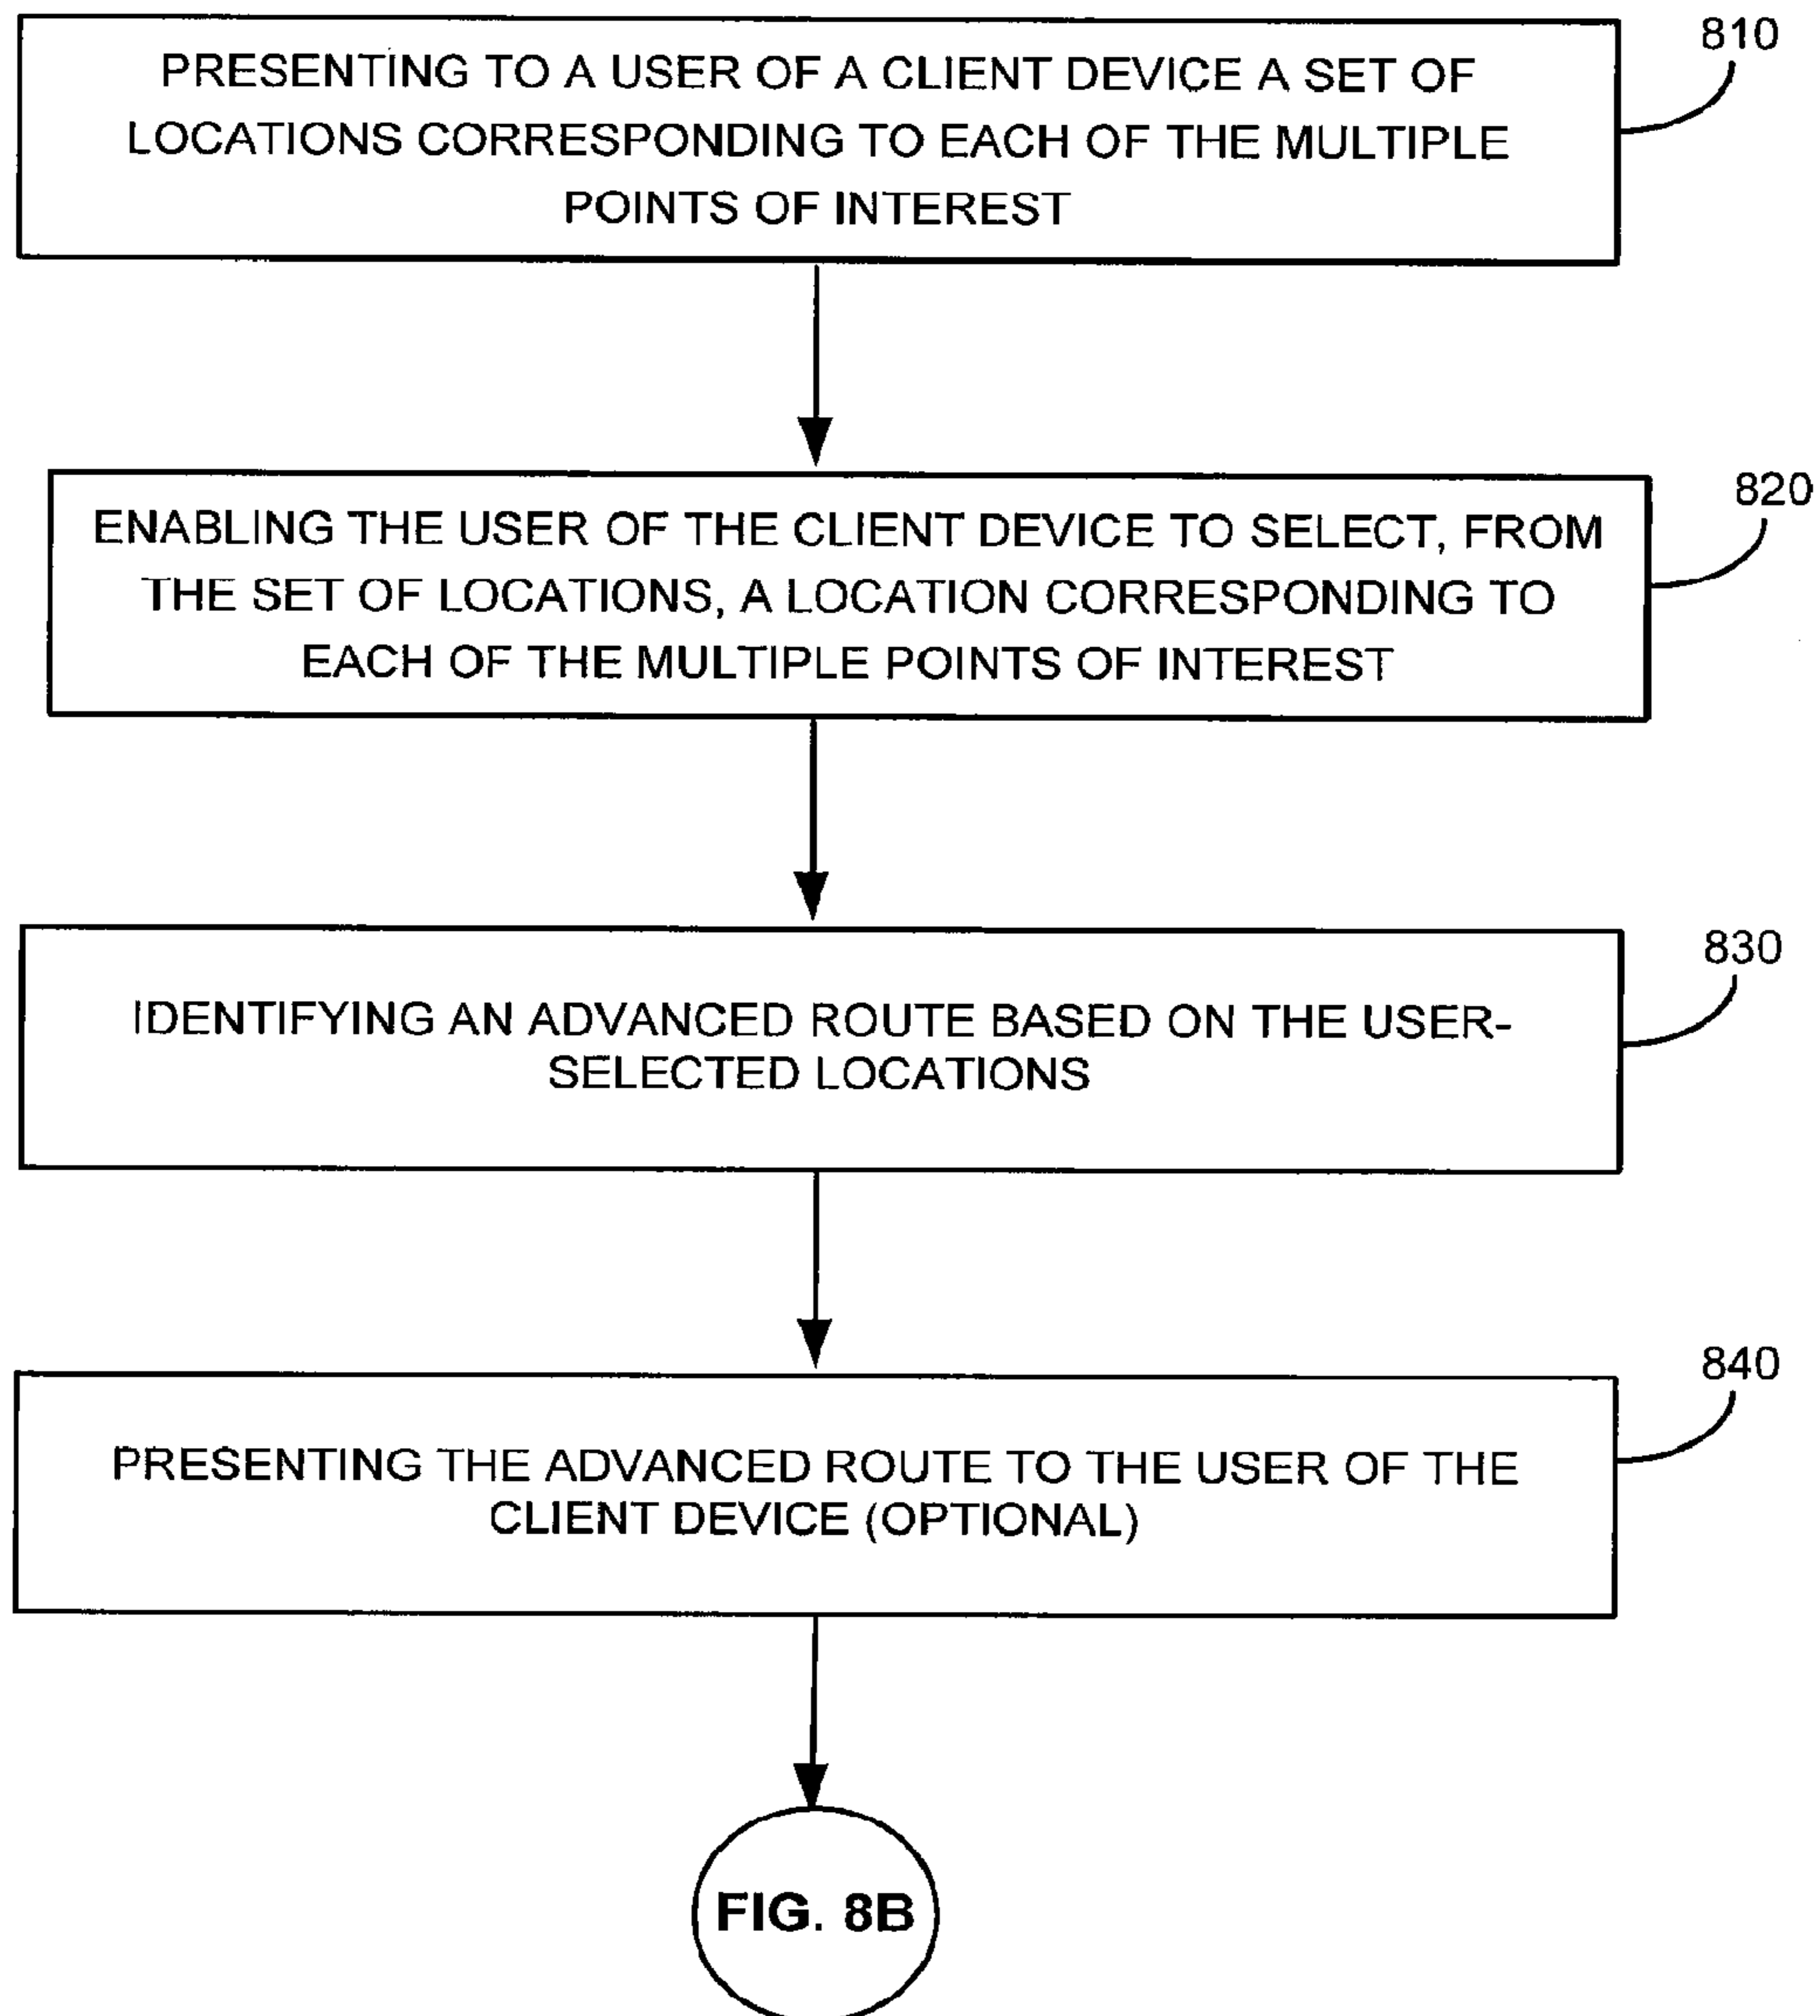 810
PRESENTING TO A USER OF A CLIENT DEVICE A SET OF
LOCATIONS CORRESPONDING TO EACH OF THE MULTIPLE
POINTS OF INTEREST
820
ENABLING THE USER OF THE CLIENT DEVICE TO SELECT, FROM
THE SET OF LOCATIONS, A LOCATION CORRESPONDING TO
EACH OF THE MULTIPLE POINTS OF INTEREST
830
IDENTIFYING AN ADVANCED ROUTE BASED ON THE USER-
SELECTED LOCATIONS
840
PRESENTING THE ADVANCED ROUTE TO THE USER OF THE
CLIENT DEVICE (OPTIONAL)
FIG. 8B